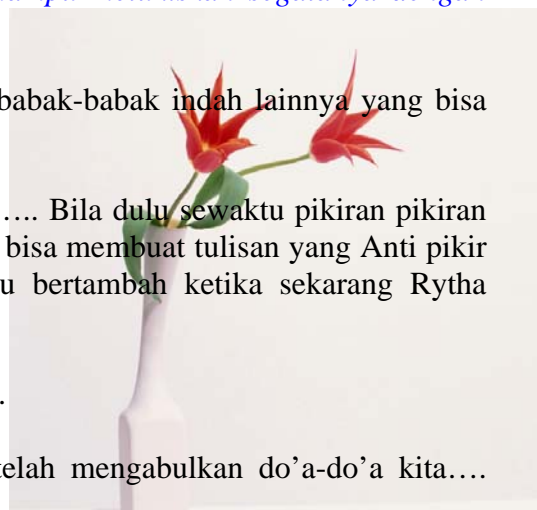 babak-babak indah lainnya yang bisa
…. Bila dulu sewaktu pikiran pikiran
bisa membuat tulisan yang Anti pikir
u bertambah ketika sekarang Rytha
.
telah mengabulkan do’a-do’a kita….